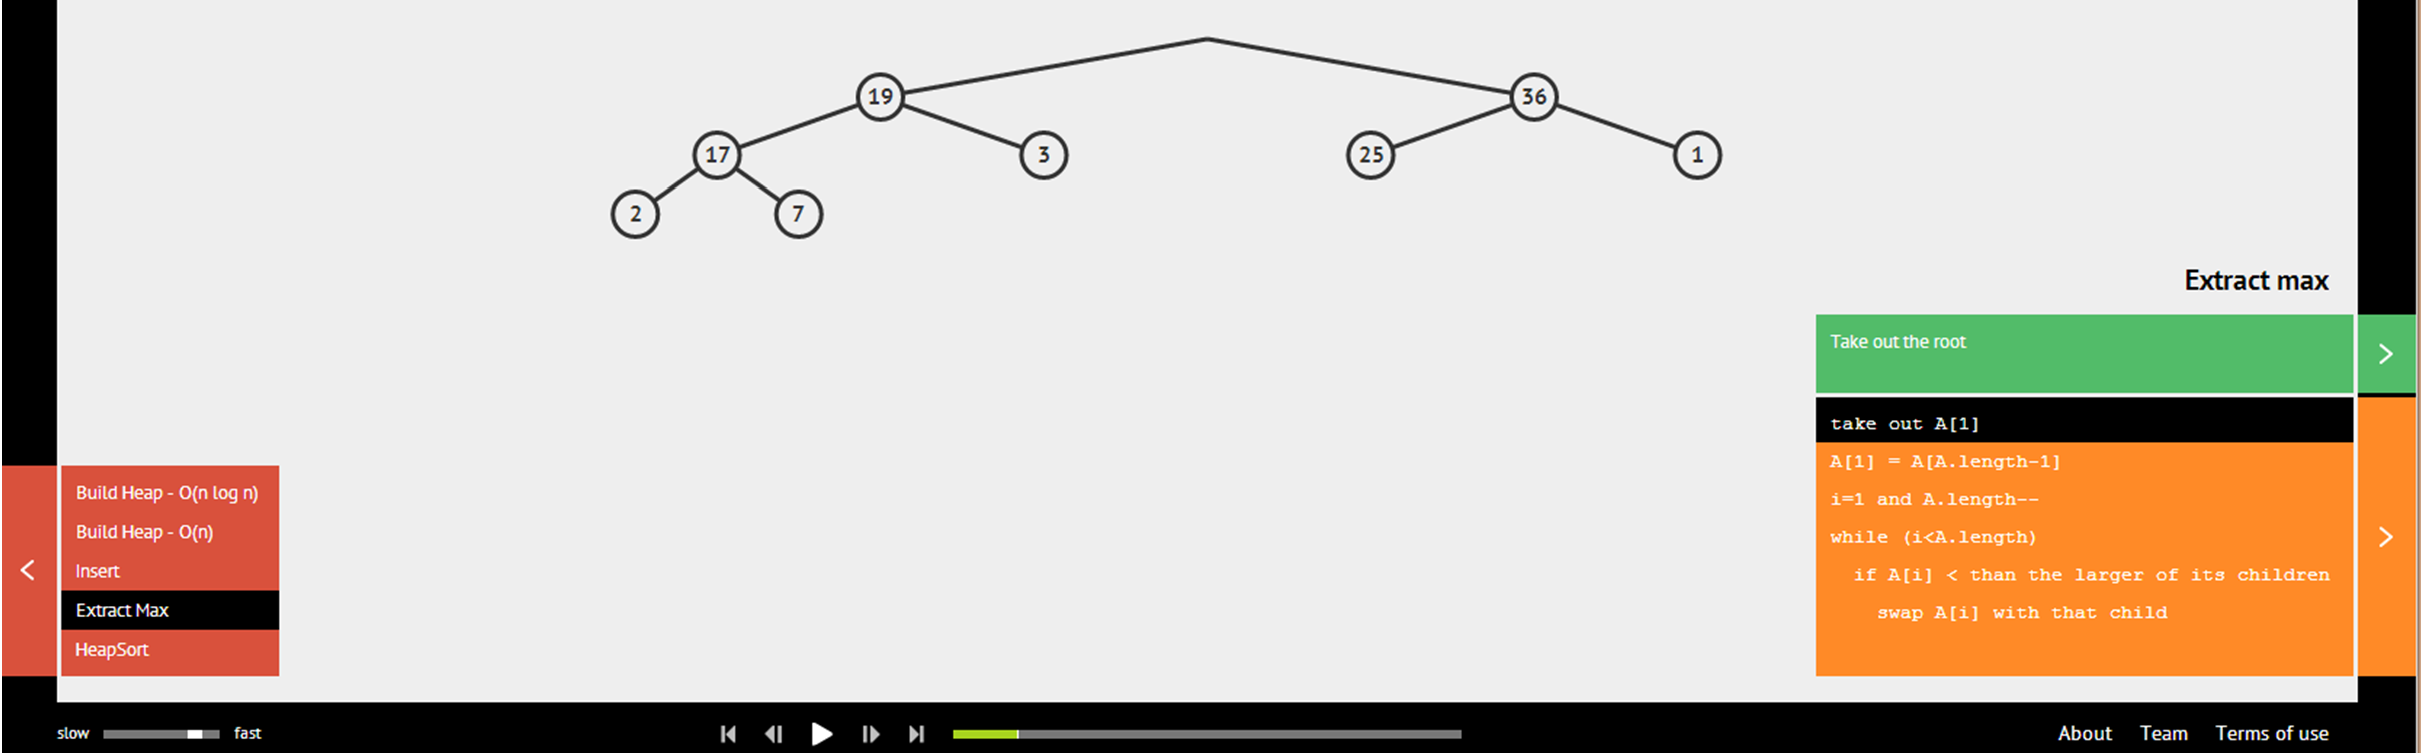 19
36
17
3
25
1
2
7
Extract max
Take out the root
take out A[1]
A[1] = A[A.length-1]
i=1 and A.length--
while (i<A.length)
if A[i] < than the larger of its children
swap A[i] with that child
Build Heap - O(n log n)
Build Heap - O(n)
Insert
Extract Max
HeapSort
slow
fast
About
Team
Terms of use